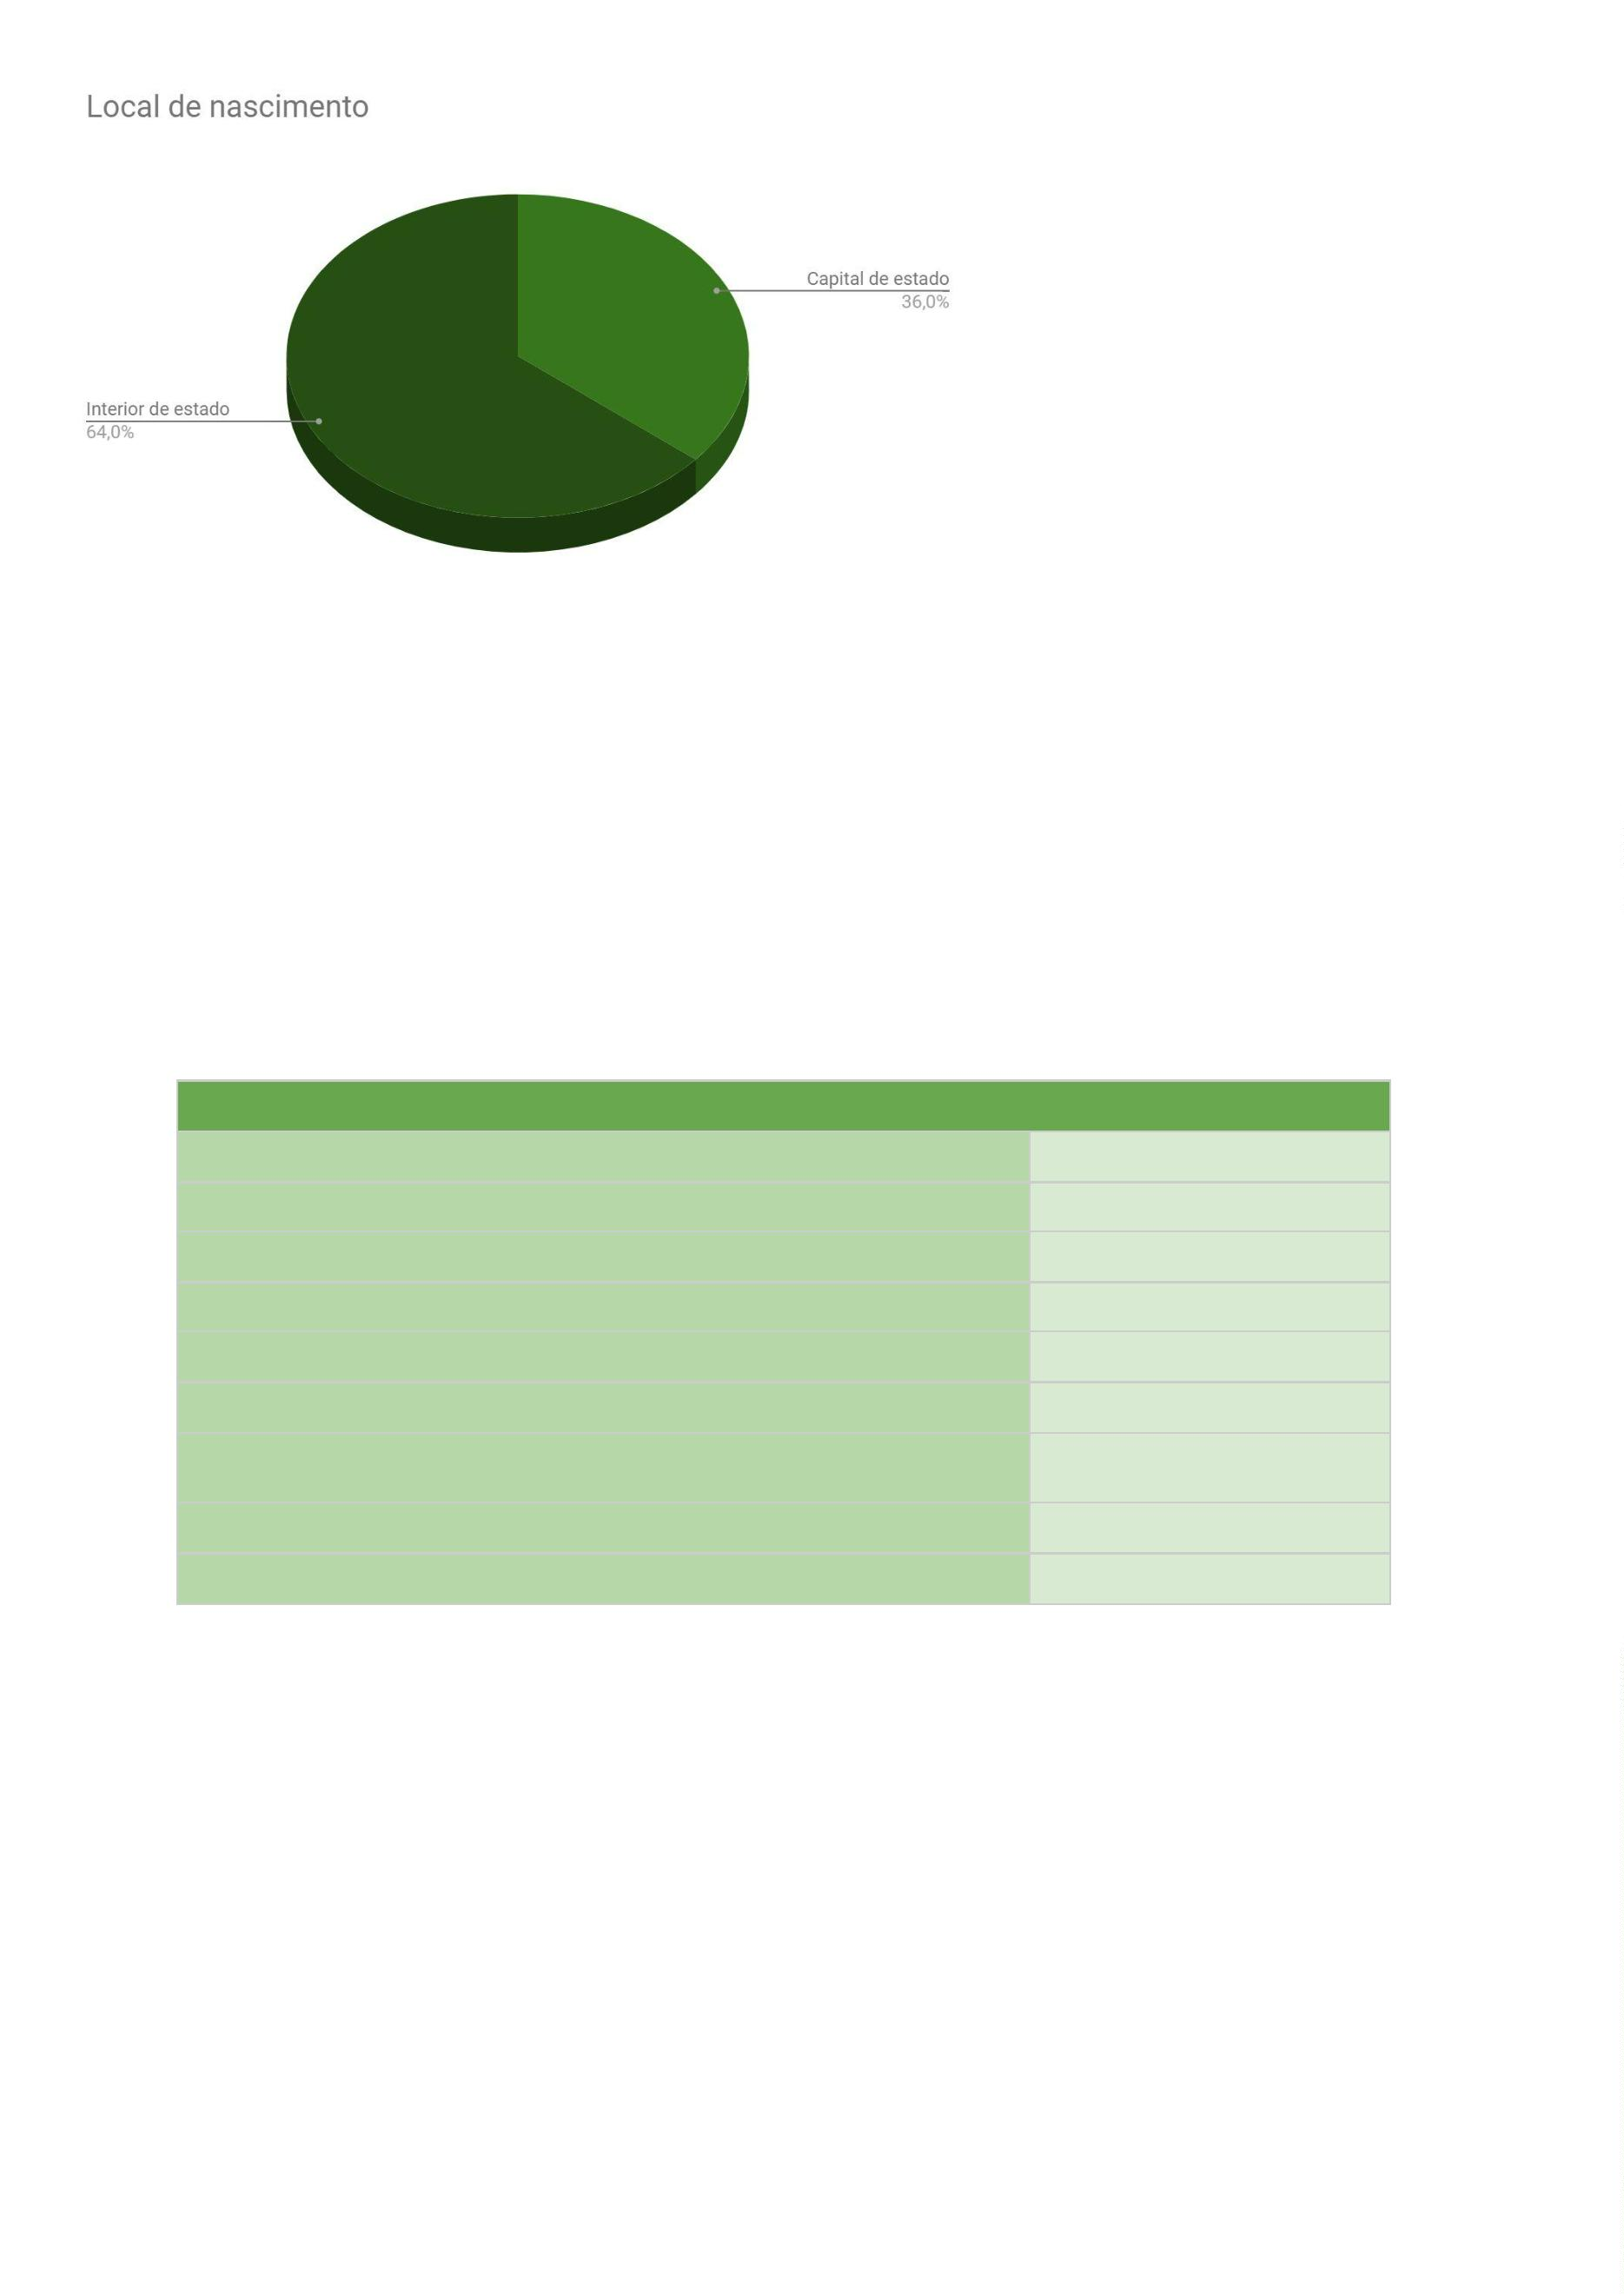 Local de nascimento
Capital de estado
36,0%
Interior de estado
64,0%